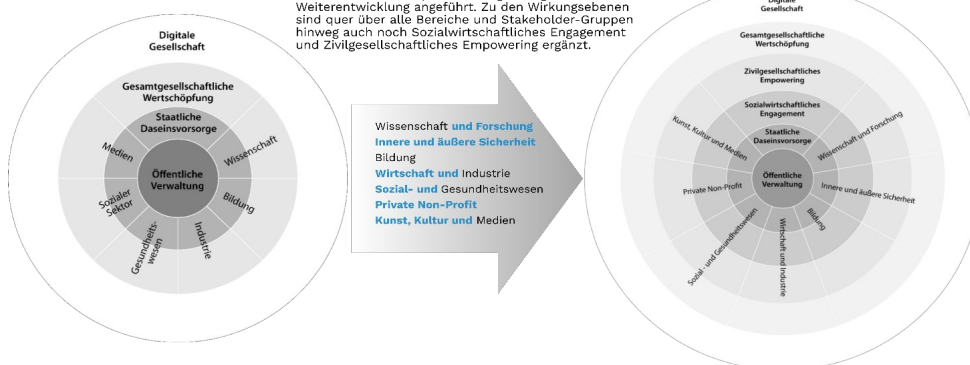 Weiterentwicklung angeführt. Zu den Wirkungsebenen
sind quer über alle Bereiche und Stakeholder-Gruppen
hinweg auch noch Sozialwirtschaftliches Engagement
und Zivilgesellschaftliches Empowering ergänzt.
Digitale
Gesellschaft
Gesamtgesellschaftliche
Wertschöpfung
Staatliche
Daseinsvorsorge
Medien
Wissenschaft
Öffentliche
Verwaltung
Sozialer
Sektor
Bildung
Gesundheits-
wesen
Industrie
Wissenschaft und Forschung
Innere und äußere Sicherheit
Bildung
Wirtschaft und Industrie
Sozial- und Gesundheitswesen
Private Non-Profit
Kunst, Kultur und Medien
Digitale
Gesellschaft
Gesamtgesellschaftliche
Wertschöpfung
Zivilgesellschaftliches
Empowering
Sozialwirtschaftliches
Engagement
Staatliche
Daseinsvorsorge
Kunst, Kultur und Medien
Wissenschaft und Forschung
Öffentliche
Verwaltung
Private Non-Profit
Innere und äußere Sicherheit
Sozial - und Gesundheitswesen
Wirtschaft und Industrie
Bildung